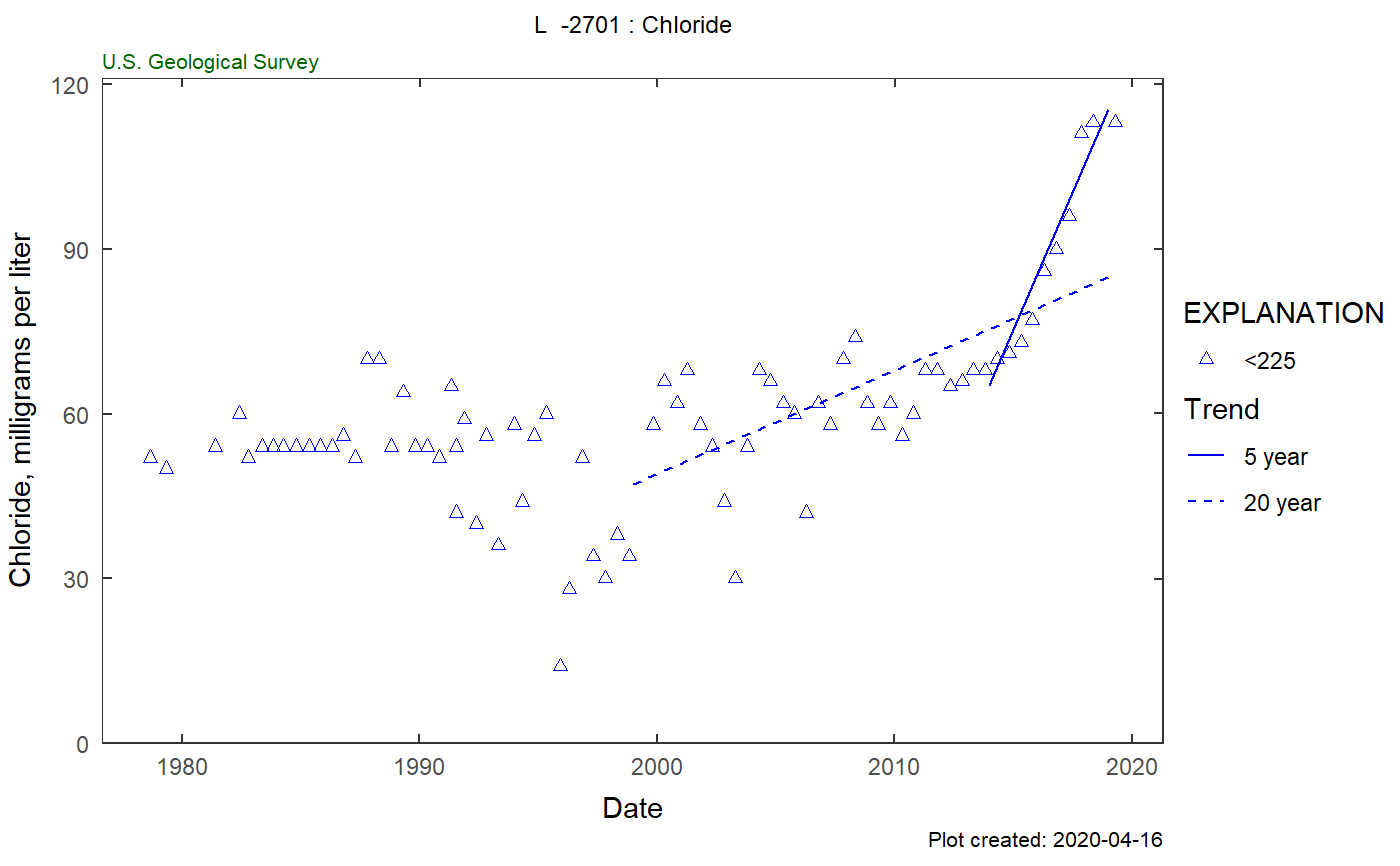 L -2701 : Chloride
U.S. Geological Survey
120
90
60
30
0
Chloride, milligrams per liter
1980 1990 2000 2010 2020
Date
EXPLANATION
<225
Trend
5 year
20 year
Plot created: 2020-04-16